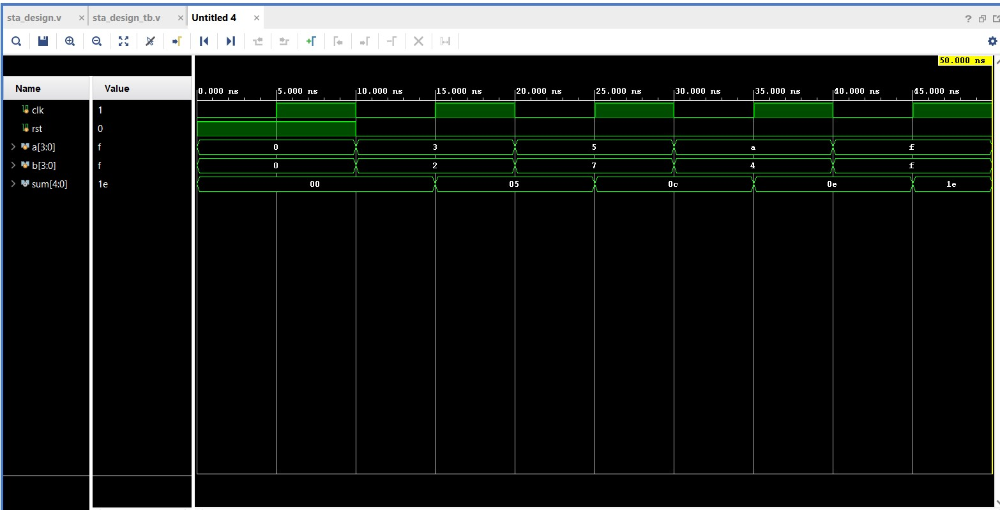 sta_design.v × sta_design_tb.v × Untitled 4 × ?
50.000 ns
Name Value
0.000 ns 5.000 ns 10.000 ns 15.000 ns 20.000 ns 25.000 ns 30.000 ns 35.000 ns 40.000 ns 45.000 ns
clk 1
rst 0
a[3:0] f 0 3 5 a f
b[3:0] f 0 2 7 4 f
sum[4:0] 1e 00 05 0c 0e 1e